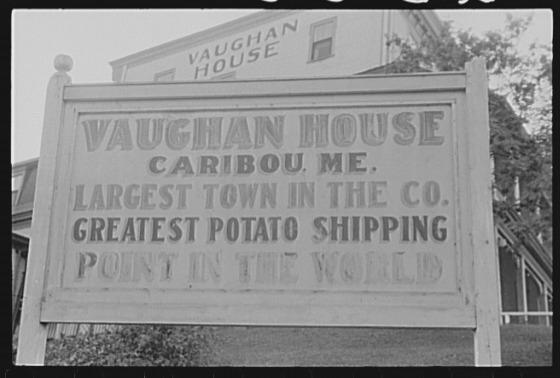 VAUGHAN
HOUSE
VAUGHAN HOUSE
CARIBOU. ME.
LARGEST TOWN IN THE CO.
GREATEST POTATO SHIPPING
POINT IN THE WORLD